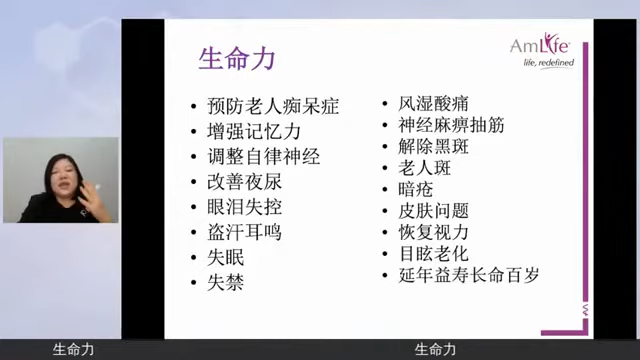 AmLife
life, redefined
生命力
• 预防老人痴呆症
• 增强记忆力
• 调整自律神经
• 改善夜尿
• 眼泪失控
• 盗汗耳鸣
• 失眠
• 失禁
• 风湿酸痛
• 神经麻痹抽筋
• 解除黑斑
• 老人斑
• 暗疮
• 皮肤问题
• 恢复视力
• 目眩老化
• 延年益寿长命百岁
生命力
生命力